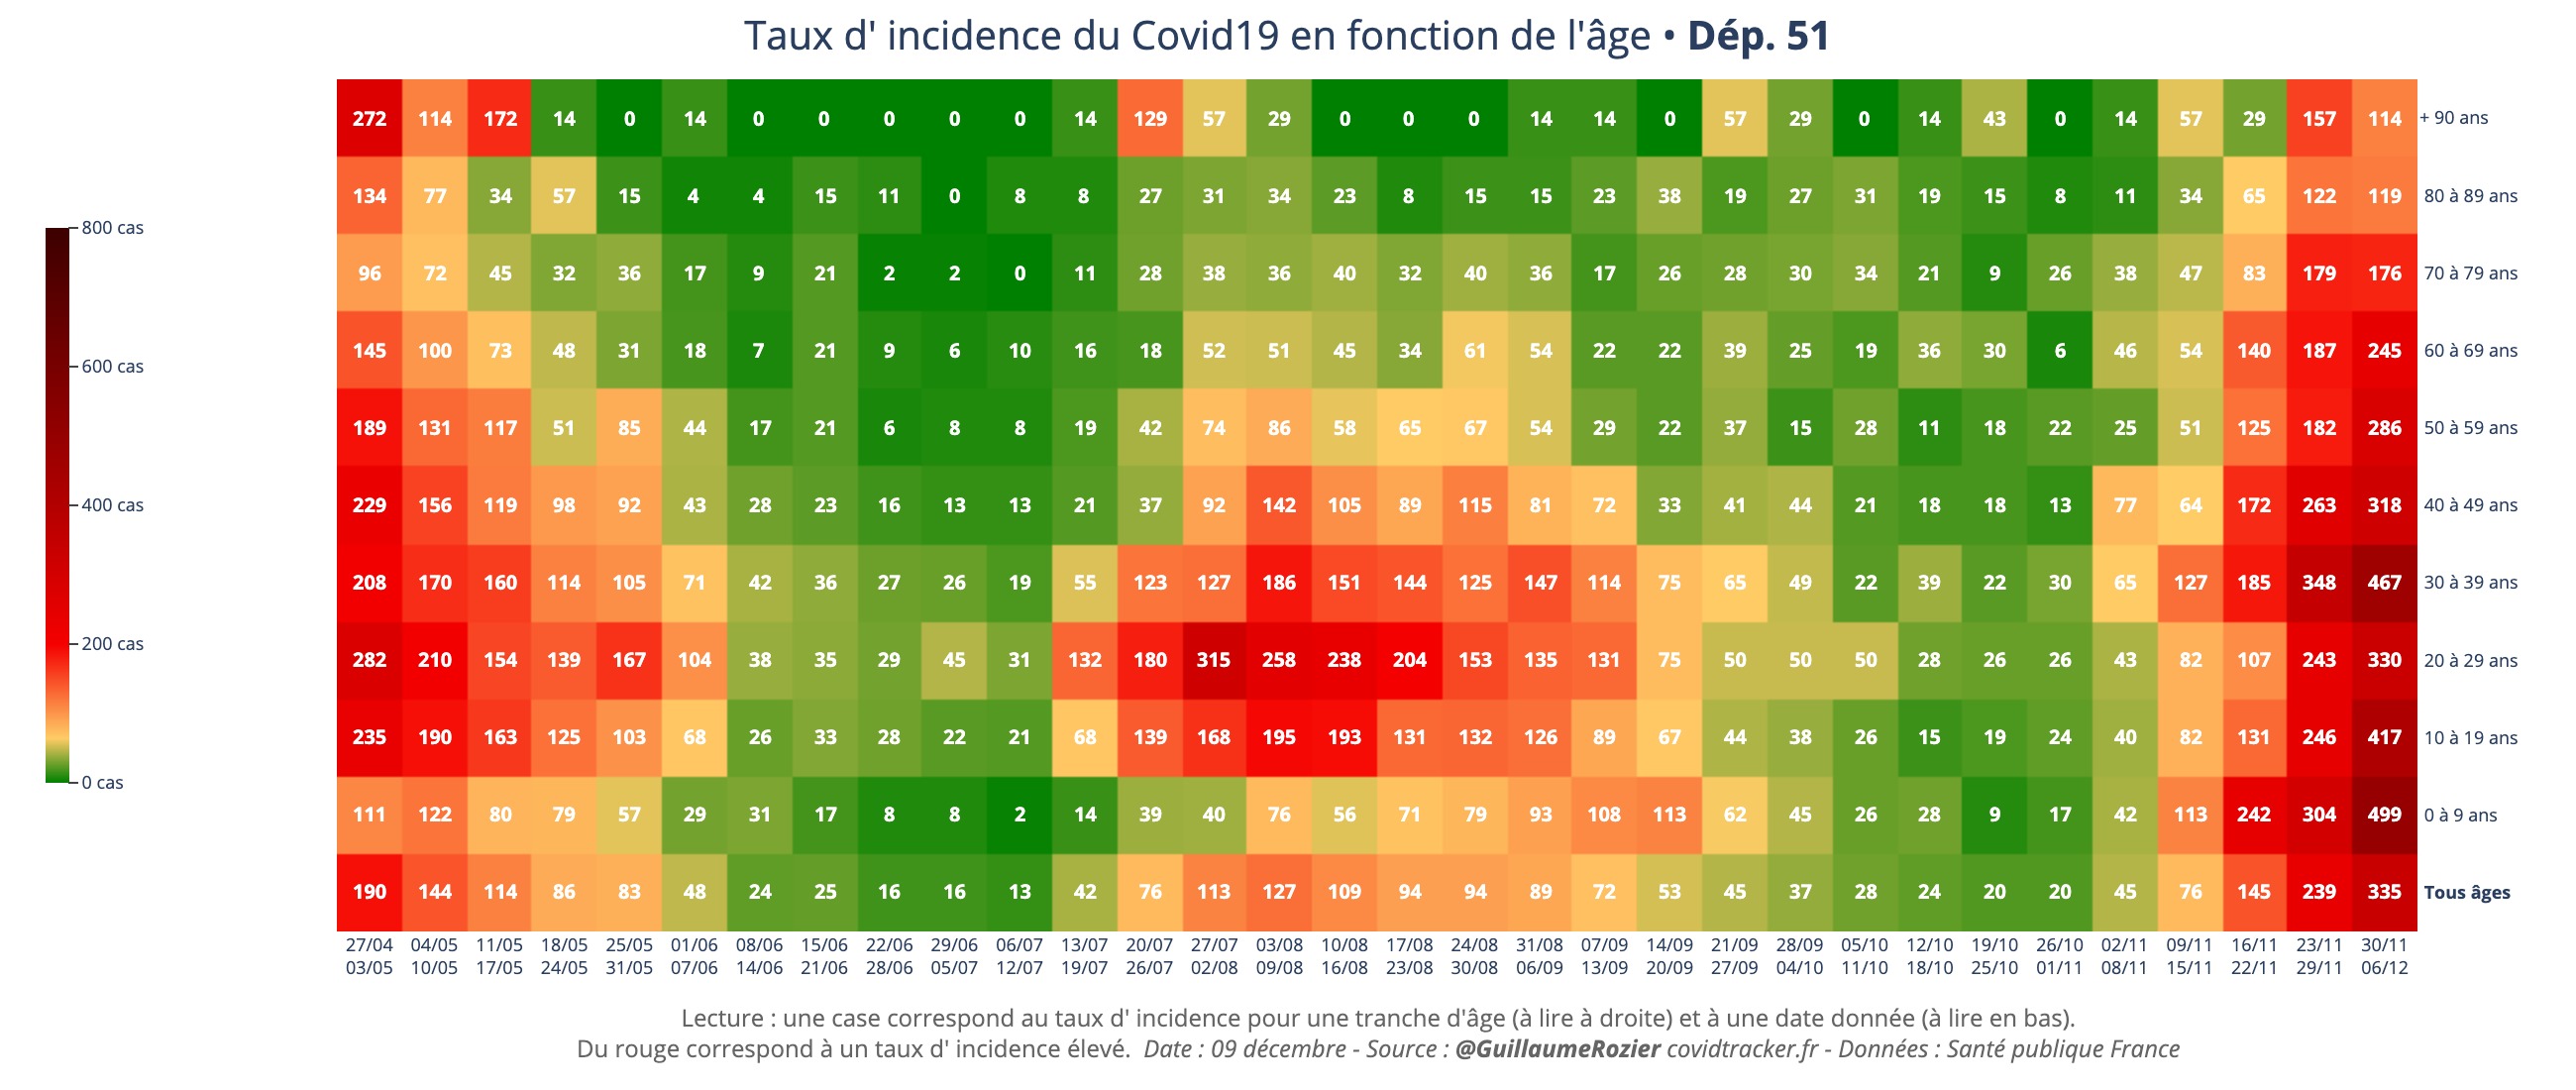 Taux d' incidence du Covid19 en fonction de l'âge • Dép. 51
800 cas
600 cas
400 cas
200 cas
0 cas
272 114 172 14 0 14 0 0 0 0 0 14 129 57 29 0 0 0 14 14 0 57 29 0 14 43 0 14 57 29 157 114 + 90 ans
134 77 34 57 15 4 4 15 11 0 8 8 27 31 34 23 8 15 15 23 38 19 27 31 19 15 8 11 34 65 122 119 80 à 89 ans
96 72 45 32 36 17 9 21 2 2 0 11 28 38 36 40 32 40 36 17 26 28 30 34 21 9 26 38 47 83 179 176 70 à 79 ans
145 100 73 48 31 18 7 21 9 6 10 16 18 52 51 45 34 61 54 22 22 39 25 19 36 30 6 46 54 140 187 245 60 à 69 ans
189 131 117 51 85 44 17 21 6 8 8 19 42 74 86 58 65 67 54 29 22 37 15 28 11 18 22 25 51 125 182 286 50 à 59 ans
229 156 119 98 92 43 28 23 16 13 13 21 37 92 142 105 89 115 81 72 33 41 44 21 18 18 13 77 64 172 263 318 40 à 49 ans
208 170 160 114 105 71 42 36 27 26 19 55 123 127 186 151 144 125 147 114 75 65 49 22 39 22 30 65 127 185 348 467 30 à 39 ans
282 210 154 139 167 104 38 35 29 45 31 132 180 315 258 238 204 153 135 131 75 50 50 50 28 26 26 43 82 107 243 330 20 à 29 ans
235 190 163 125 103 68 26 33 28 22 21 68 139 168 195 193 131 132 126 89 67 44 38 26 15 19 24 40 82 131 246 417 10 à 19 ans
111 122 80 79 57 29 31 17 8 8 2 14 39 40 76 56 71 79 93 108 113 62 45 26 28 9 17 42 113 242 304 499 0 à 9 ans
190 144 114 86 83 48 24 25 16 16 13 42 76 113 127 109 94 94 89 72 53 45 37 28 24 20 20 45 76 145 239 335 Tous âges
27/04 04/05 11/05 18/05 25/05 01/06 08/06 15/06 22/06 29/06 06/07 13/07 20/07 27/07 03/08 10/08 17/08 24/08 31/08 07/09 14/09 21/09 28/09 05/10 12/10 19/10 26/10 02/11 09/11 16/11 23/11 30/11
03/05 10/05 17/05 24/05 31/05 07/06 14/06 21/06 28/06 05/07 12/07 19/07 26/07 02/08 09/08 16/08 23/08 30/08 06/09 13/09 20/09 27/09 04/10 11/10 18/10 25/10 01/11 08/11 15/11 22/11 29/11 06/12
Lecture : une case correspond au taux d' incidence pour une tranche d'âge (à lire à droite) et à une date donnée (à lire en bas).
Du rouge correspond à un taux d' incidence élevé. Date : 09 décembre - Source : @GuillaumeRozier covidtracker.fr - Données : Santé publique France